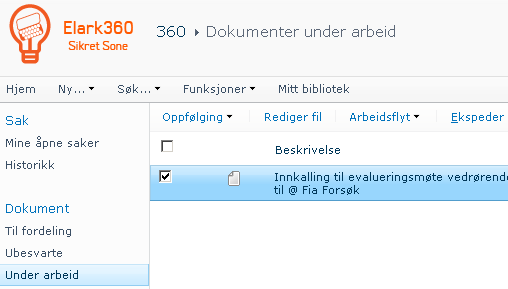 Elark360
Sikret Sone
360 Dokumenter under arbeid
Hjem Ny... Søk... Funksjoner Mitt bibliotek
Sak
Mine åpne saker
Historikk
Dokument
Til fordeling
Ubesvarte
Under arbeid
Oppfølging Rediger fil Arbeidsflyt Ekspeder
Beskrivelse
Innkalling til evalueringsmøte vedrørende
til @ Fia Forsøk